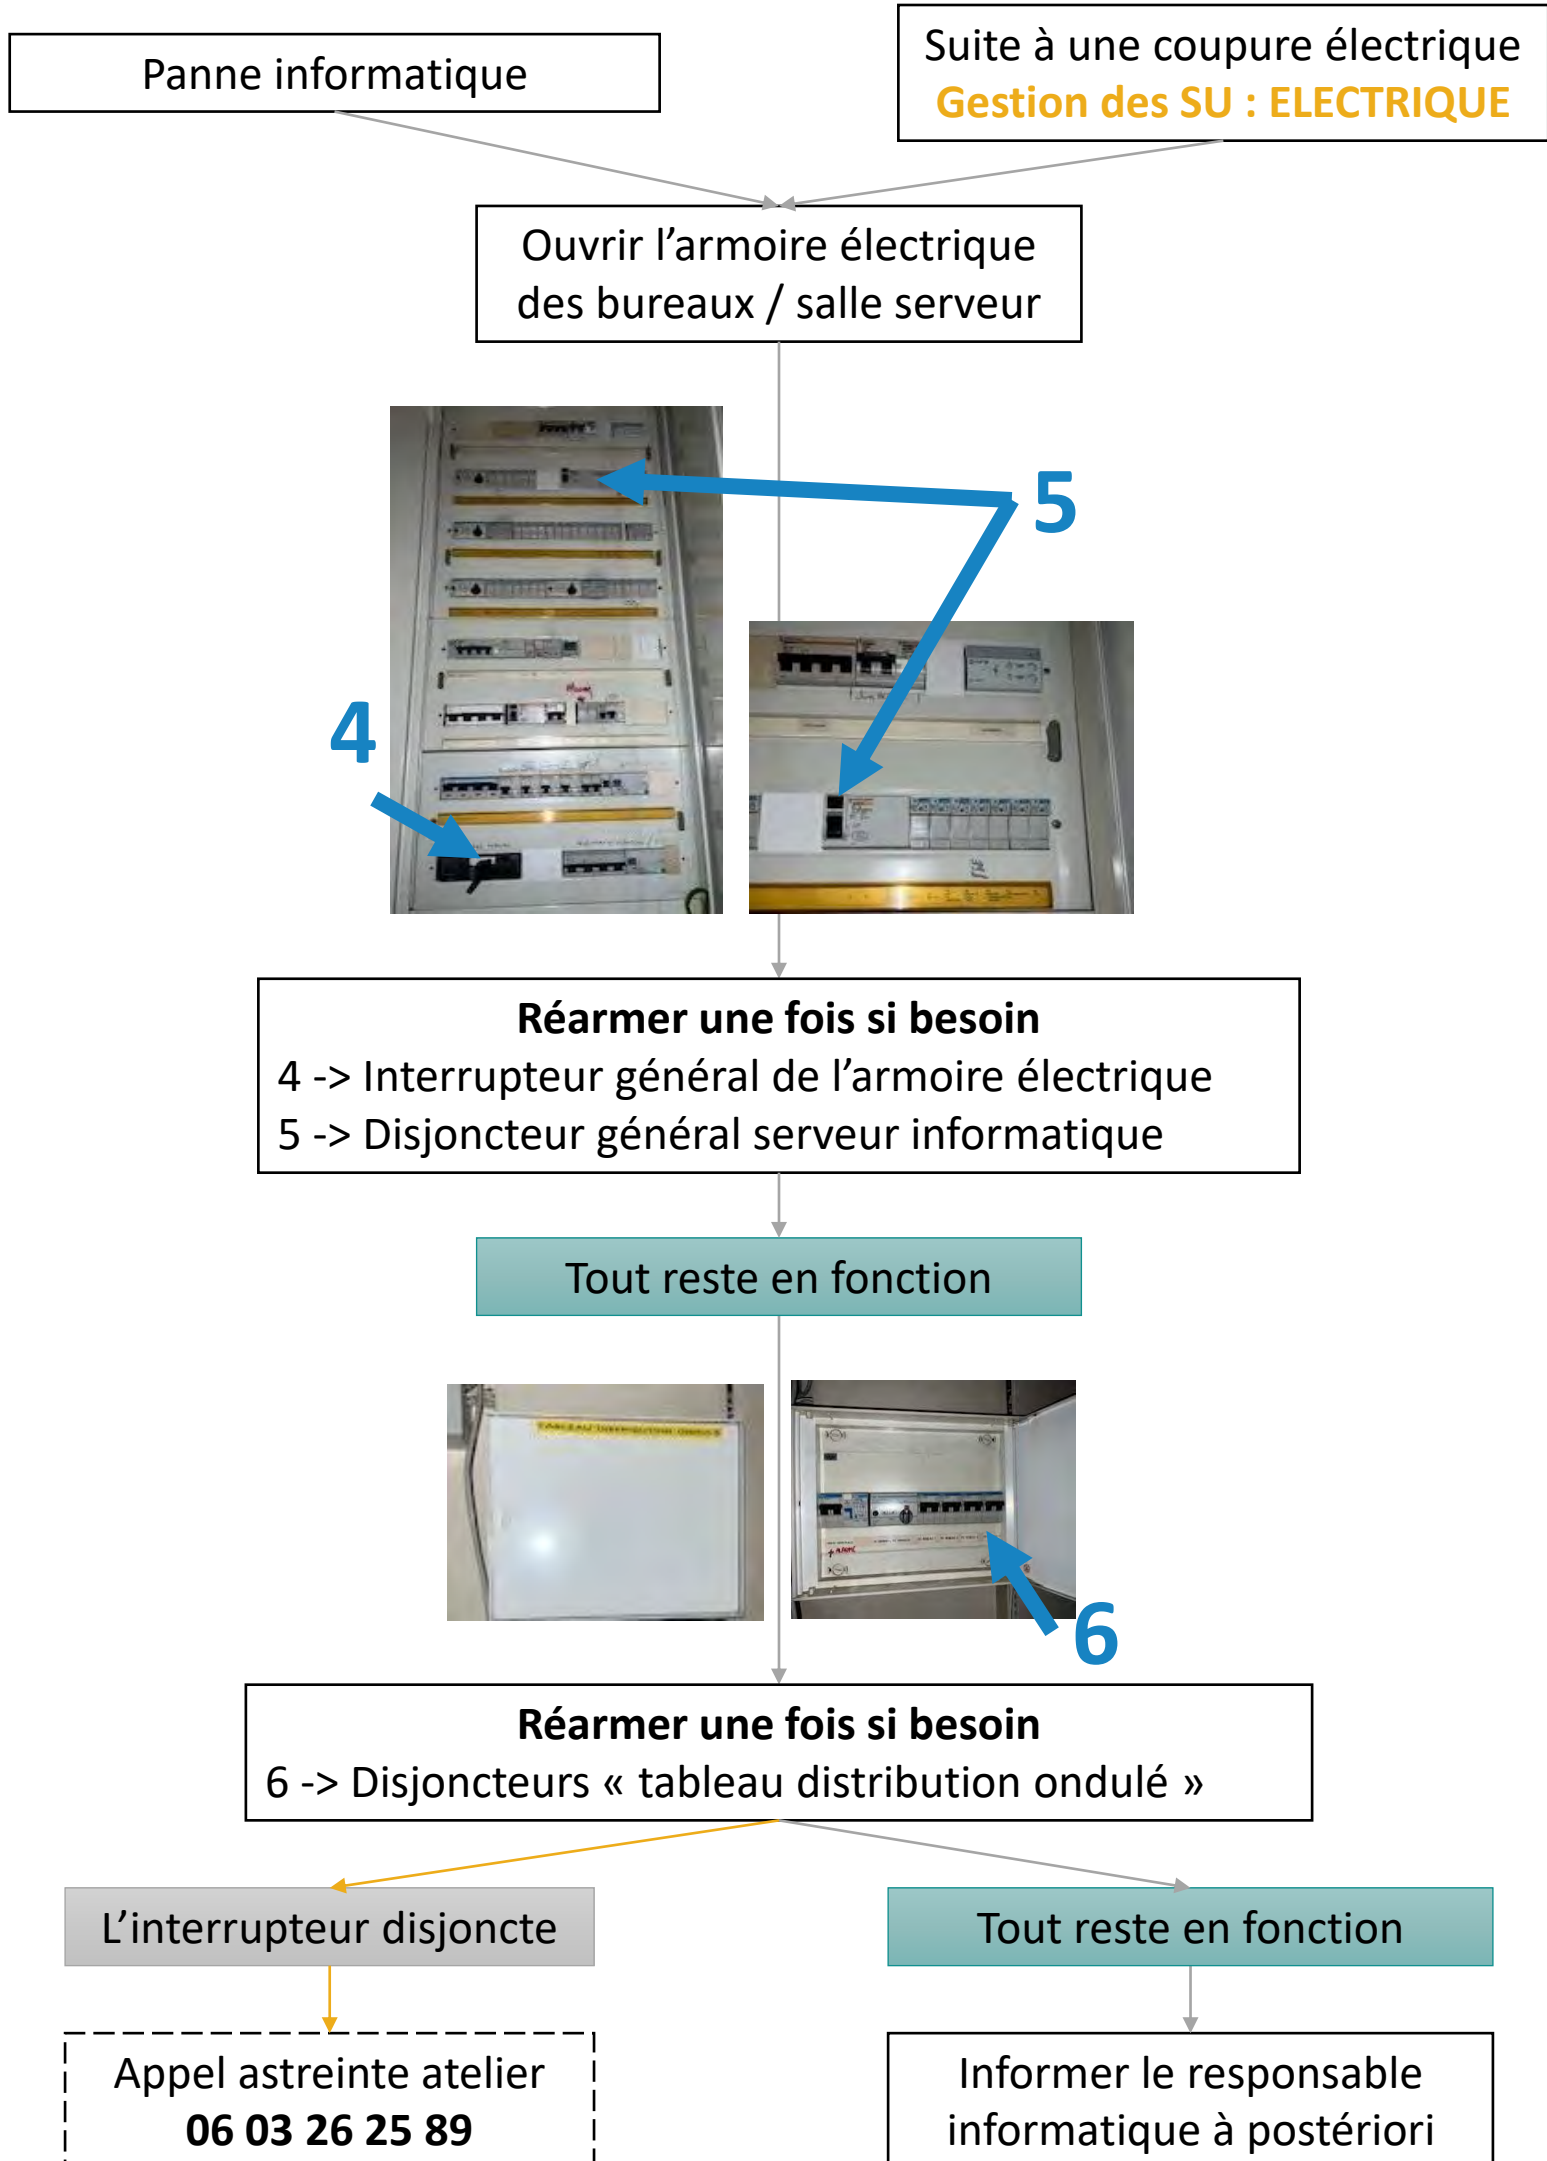 Panne informatique
Suite à une coupure électrique
Gestion des SU : ELECTRIQUE
Ouvrir l’armoire électrique
des bureaux / salle serveur
5
4
Réarmer une fois si besoin
4 -> Interrupteur général de l’armoire électrique
5 -> Disjoncteur général serveur informatique
Tout reste en fonction
TABLEAU DISTRIBUTION ONDULÉ
6
Réarmer une fois si besoin
6 -> Disjoncteurs « tableau distribution ondulé »
L’interrupteur disjoncte
Tout reste en fonction
Appel astreinte atelier
06 03 26 25 89
Informer le responsable
informatique à postériori